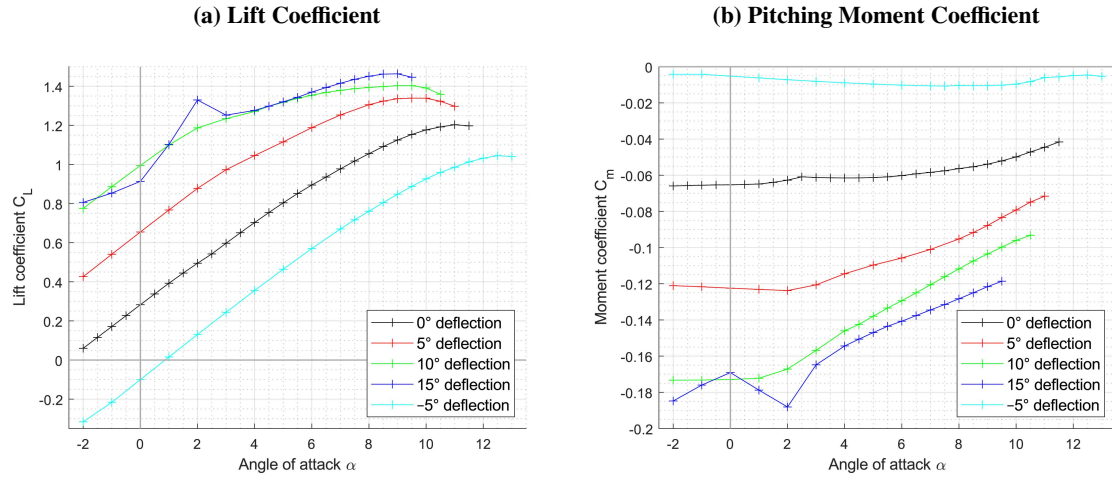 (a) Lift Coefficient
1.4
1.2
1
0.8
0.6
0.4
0.2
0
-0.2
Lift coefficient C_L
-2 0 2 4 6 8 10 12
Angle of attack α
0° deflection
5° deflection
10° deflection
15° deflection
−5° deflection
(b) Pitching Moment Coefficient
0
-0.02
-0.04
-0.06
-0.08
-0.1
-0.12
-0.14
-0.16
-0.18
-0.2
Moment coefficient C_m
-2 0 2 4 6 8 10 12
Angle of attack α
0° deflection
5° deflection
10° deflection
15° deflection
−5° deflection